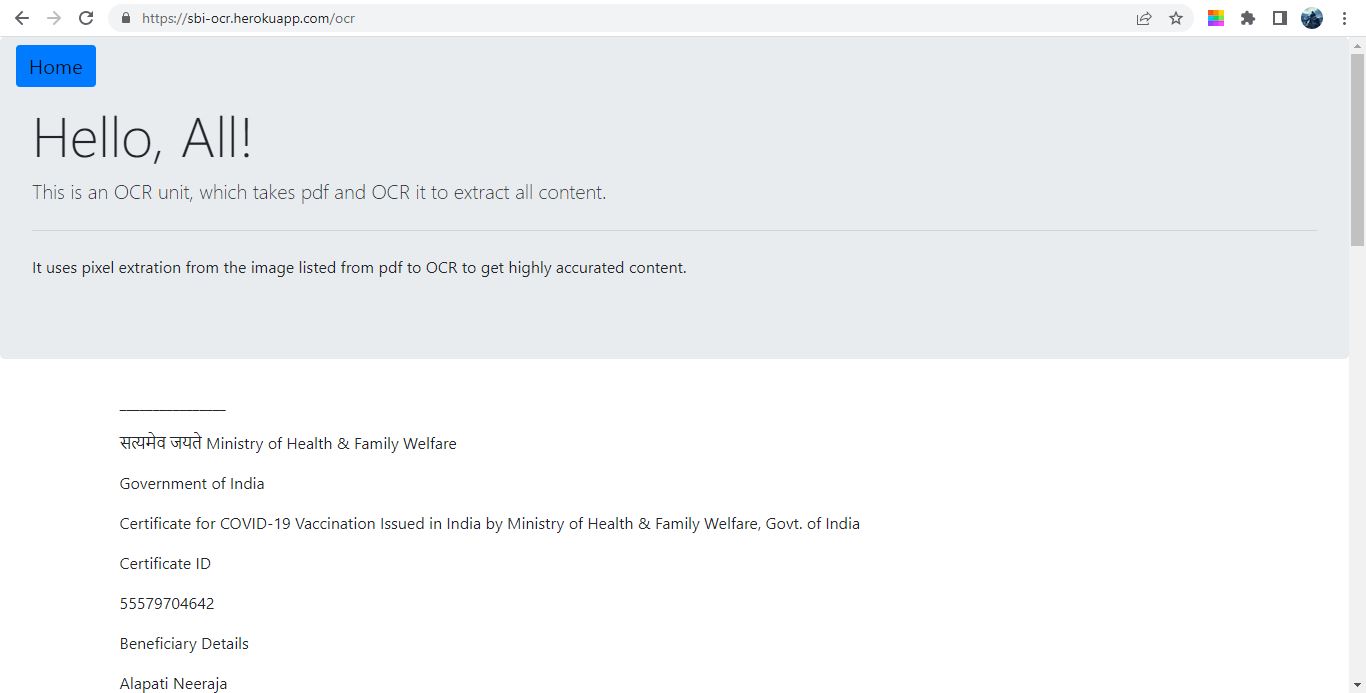 https://sbi-ocr.herokuapp.com/ocr
Home
Hello, All!
This is an OCR unit, which takes pdf and OCR it to extract all content.
It uses pixel extration from the image listed from pdf to OCR to get highly accurated content.
________________
सत्यमेव जयते Ministry of Health & Family Welfare
Government of India
Certificate for COVID-19 Vaccination Issued in India by Ministry of Health & Family Welfare, Govt. of India
Certificate ID
55579704642
Beneficiary Details
Alapati Neeraja